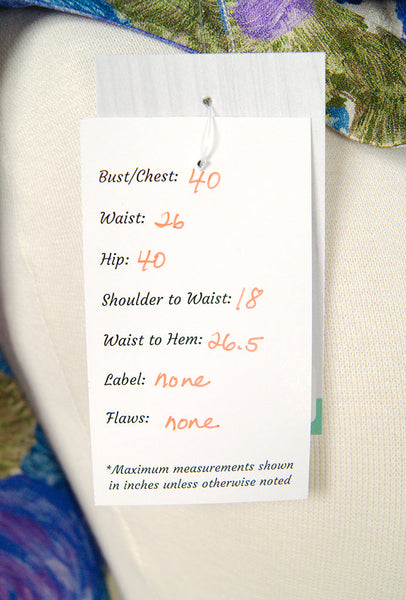 Bust/Chest: 40
Waist: 26
Hip: 40
Shoulder to Waist: 18
Waist to Hem: 26.5
Label: none
Flaws: none
*Maximum measurements shown
in inches unless otherwise noted